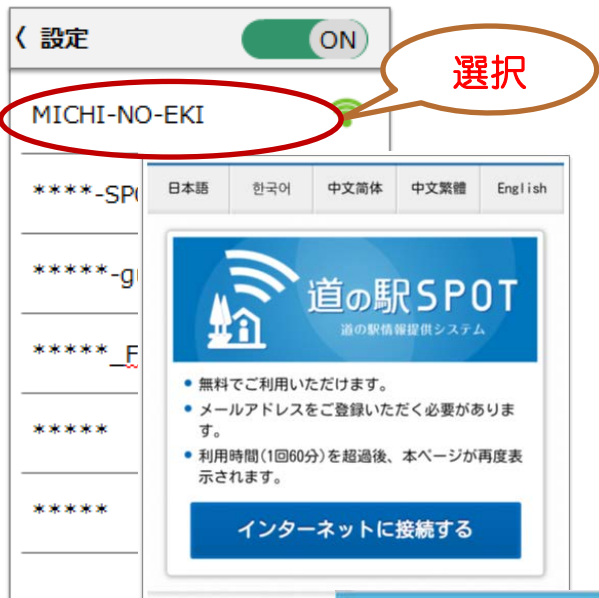 〈 設定
ON
選択
MICHI-NO-EKI
****-SP
*****-g
*****_F
*****
*****
日本語 한국어 中文简体 中文繁體 English
道の駅SPOT
道の駅情報提供システム
• 無料でご利用いただけます。
• メールアドレスをご登録いただく必要がありま
す。
• 利用時間(1回60分)を超過後、本ページが再度表
示されます。
インターネットに接続する